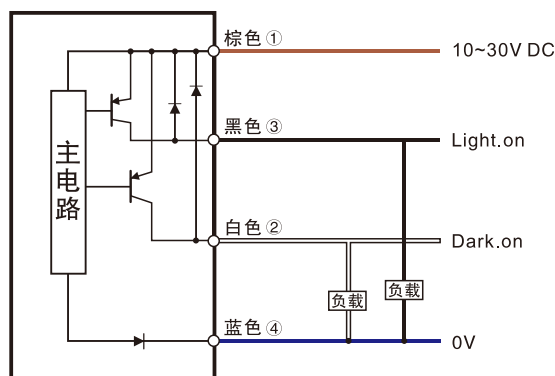 棕色 ① 10~30V DC
主电路
黑色 ③ Light.on
白色 ② Dark.on
负载 负载
蓝色 ④ 0V